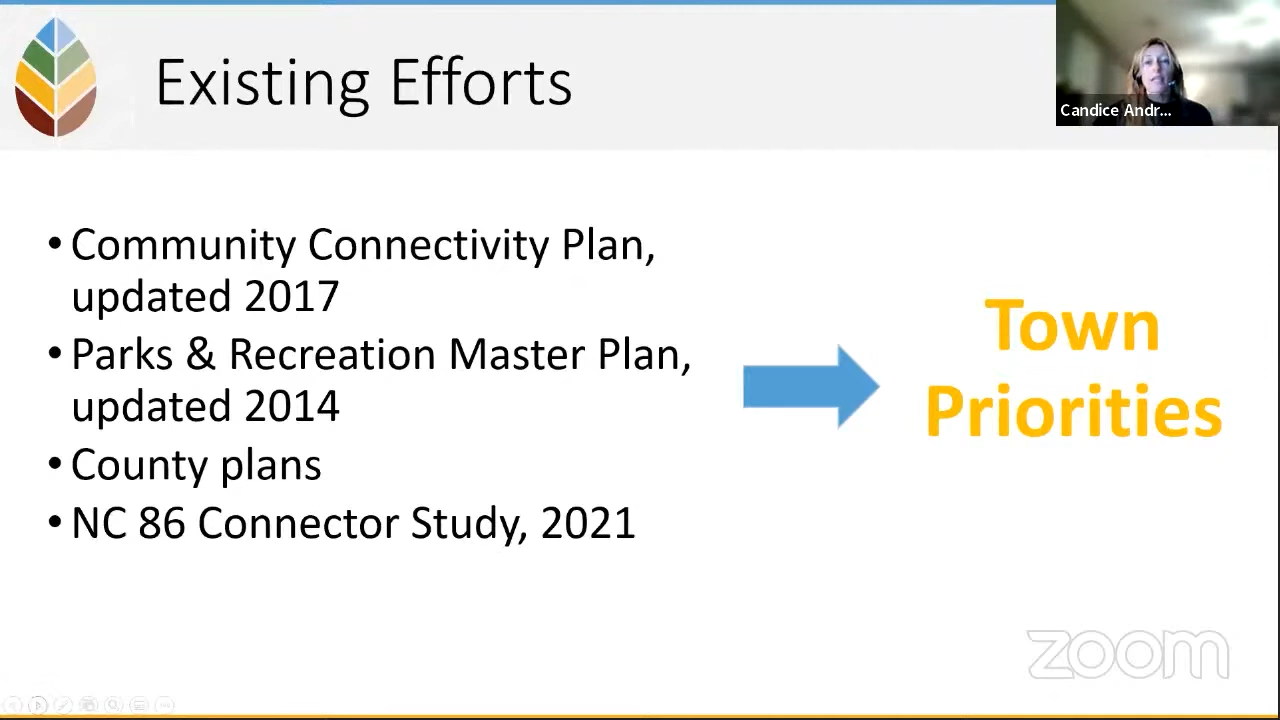 Existing Efforts
Candice Andr...
• Community Connectivity Plan,
updated 2017
• Parks & Recreation Master Plan,
updated 2014
• County plans
• NC 86 Connector Study, 2021
Town
Priorities
zoom